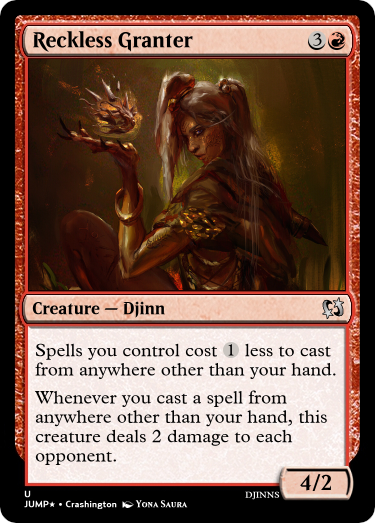 Reckless Granter 3
Creature — Djinn
Spells you control cost 1 less to cast
from anywhere other than your hand.
Whenever you cast a spell from
anywhere other than your hand, this
creature deals 2 damage to each
opponent.
4/2
U
DJINNS
JUMP★ • Crashington Yona Saura